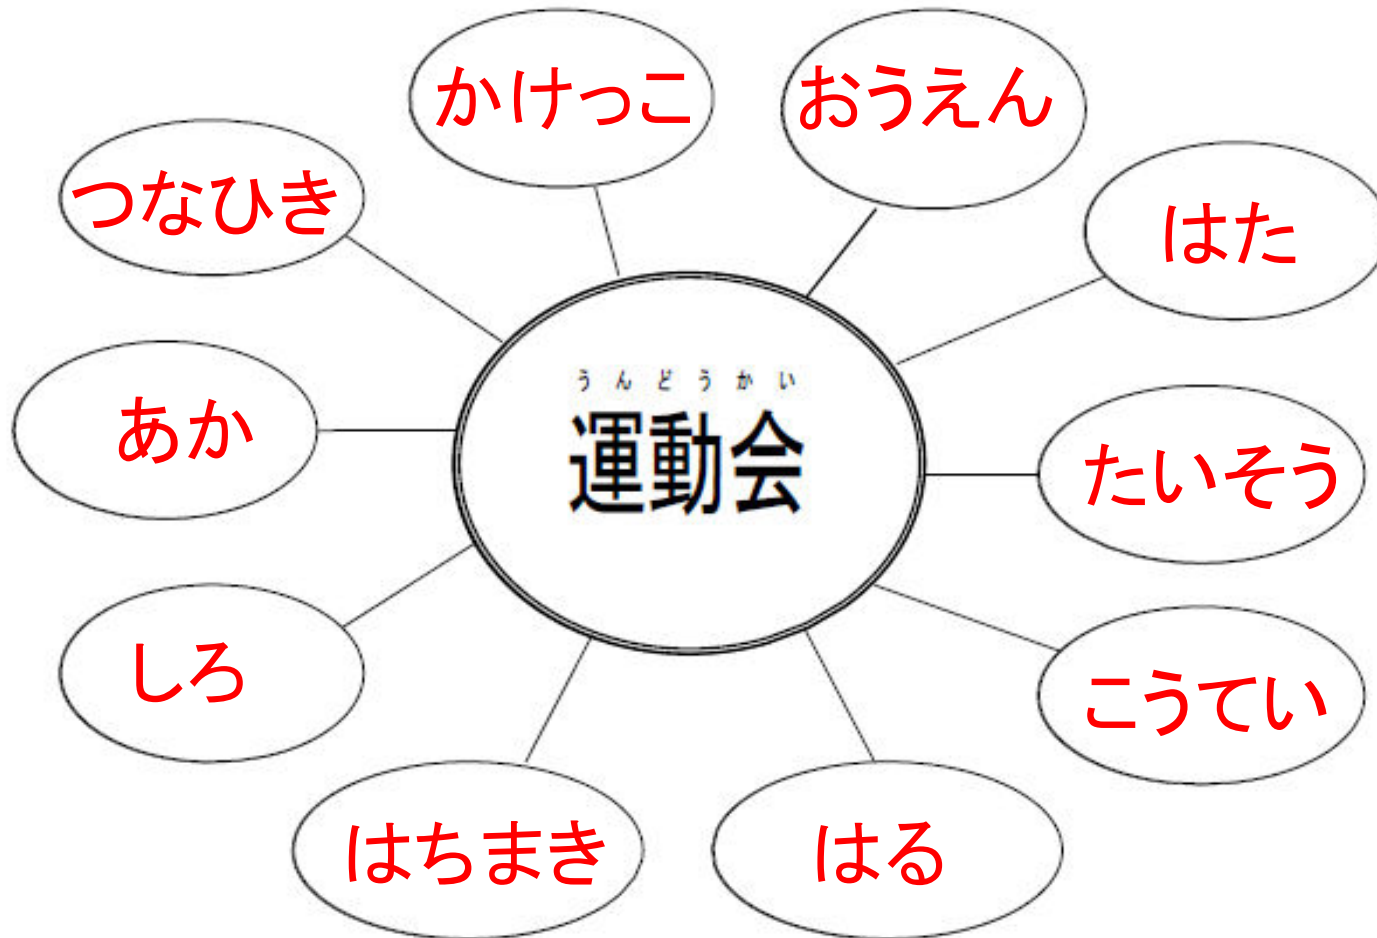 かけっこ
おうえん
つなひき
はた
うんどうかい
運動会
あか
たいそう
しろ
こうてい
はちまき
はる